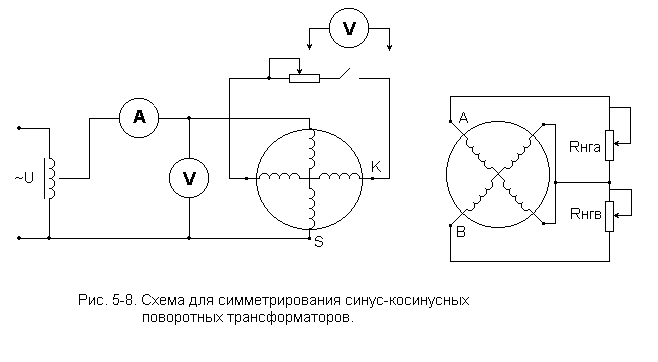 V
A
V
K
~U
S
A
B
Rнга
Rнгв
Рис. 5-8. Схема для симметрирования синус-косинусных
поворотных трансформаторов.